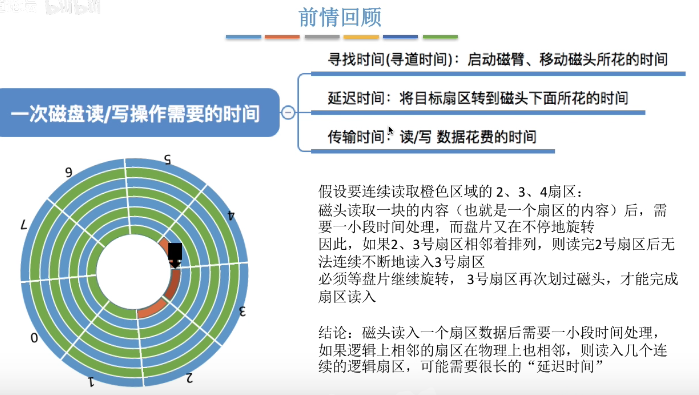 前情回顾
寻找时间(寻道时间)：启动磁臂、移动磁头所花的时间
一次磁盘读/写操作需要的时间
延迟时间：将目标扇区转到磁头下面所花的时间
传输时间：读/写 数据花费的时间
5
6
4
7
3
0
2
1
假设要连续读取橙色区域的 2、3、4扇区：
磁头读取一块的内容（也就是一个扇区的内容）后，需
要一小段时间处理，而盘片又在不停地旋转
因此，如果2、3号扇区相邻着排列，则读完2号扇区后无
法连续不断地读入3号扇区
必须等盘片继续旋转， 3号扇区再次划过磁头，才能完成
扇区读入
结论：磁头读入一个扇区数据后需要一小段时间处理，
如果逻辑上相邻的扇区在物理上也相邻，则读入几个连
续的逻辑扇区，可能需要很长的“延迟时间”